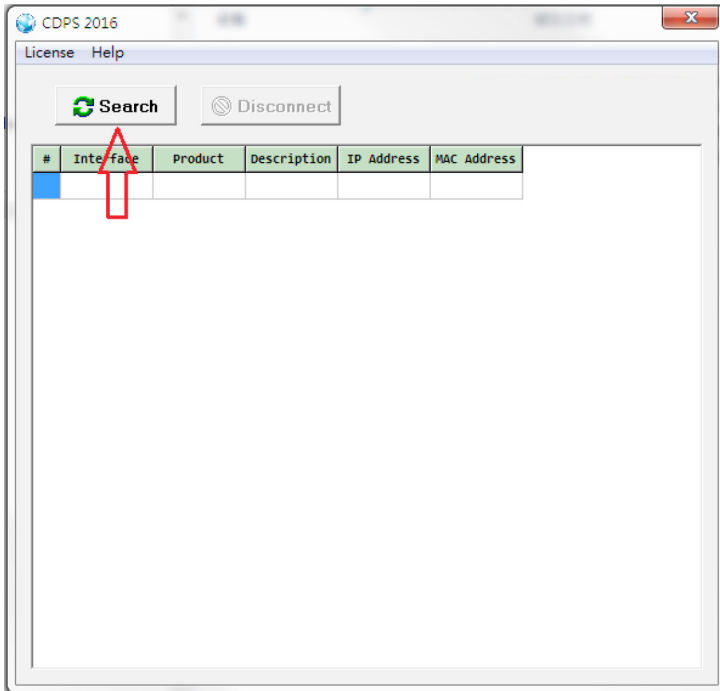 CDPS 2016
License Help
Search Disconnect
# Interface Product Description IP Address MAC Address